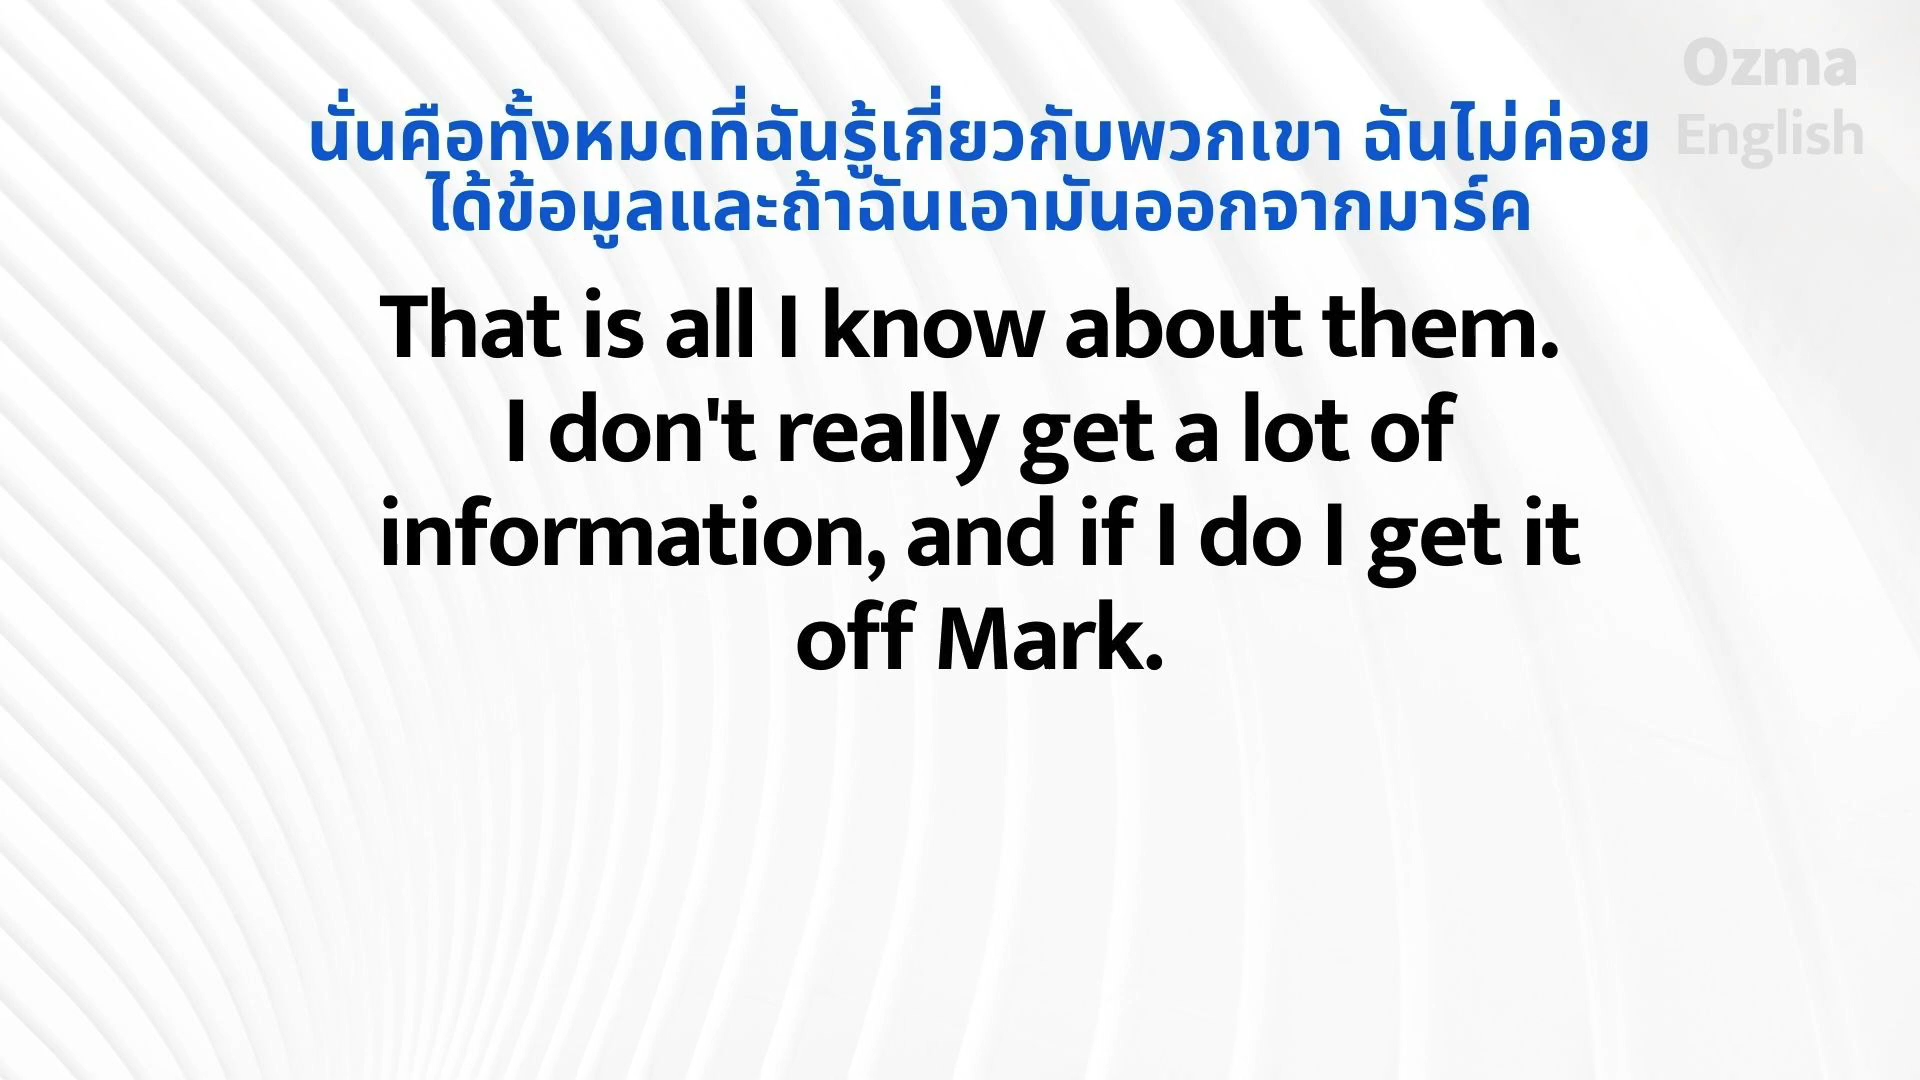 Ozma
English
นั่นคือทั้งหมดที่ฉันรู้เกี่ยวกับพวกเขา ฉันไม่ค่อย
ได้ข้อมูลและถ้าฉันเอามันออกจากมาร์ค
That is all I know about them.
I don't really get a lot of
information, and if I do I get it
off Mark.